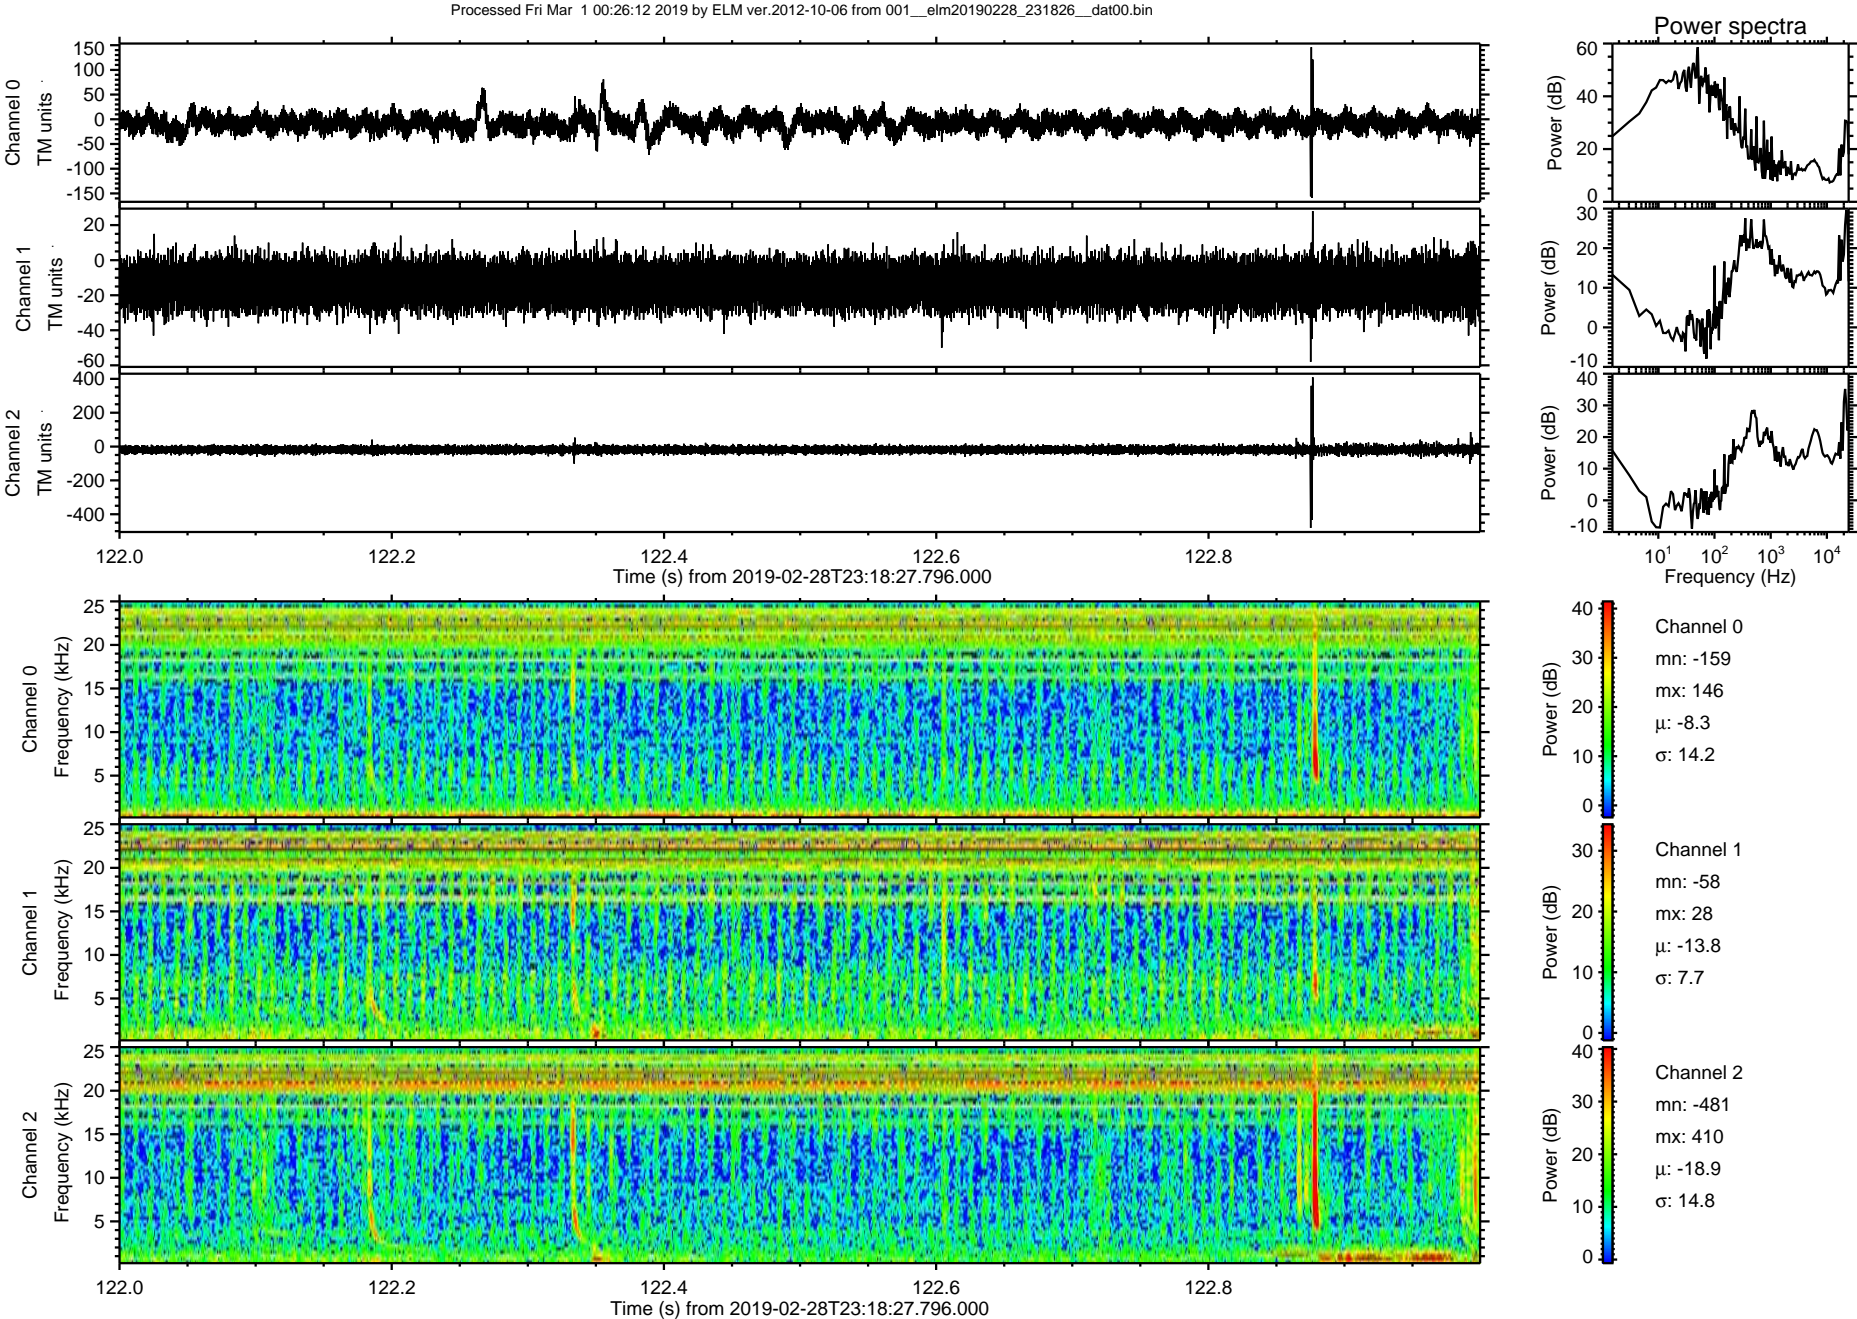 Processed Fri Mar  1 00:26:12 2019 by ELM ver.2012-10-06 from 001__elm20190228_231826__dat00.bin
Power spectra
Channel 0
TM units
150
100
50
0
-50
-100
-150
Power (dB)
60
40
20
0
Channel 1
TM units
20
0
-20
-40
-60
Power (dB)
30
20
10
0
-10
Channel 2
TM units
400
200
0
-200
-400
Power (dB)
40
30
20
10
0
-10
122.0 122.2 122.4 122.6 122.8
Time (s) from 2019-02-28T23:18:27.796.000
10^1 10^2 10^3 10^4
Frequency (Hz)
Channel 0
Frequency (kHz)
25
20
15
10
5
Power (dB)
40
30
20
10
0
Channel 0
mn: -159
mx: 146
μ: -8.3
σ: 14.2
Channel 1
Frequency (kHz)
25
20
15
10
5
Power (dB)
30
20
10
0
Channel 1
mn: -58
mx: 28
μ: -13.8
σ: 7.7
Channel 2
Frequency (kHz)
25
20
15
10
5
Power (dB)
40
30
20
10
0
Channel 2
mn: -481
mx: 410
μ: -18.9
σ: 14.8
122.0 122.2 122.4 122.6 122.8
Time (s) from 2019-02-28T23:18:27.796.000